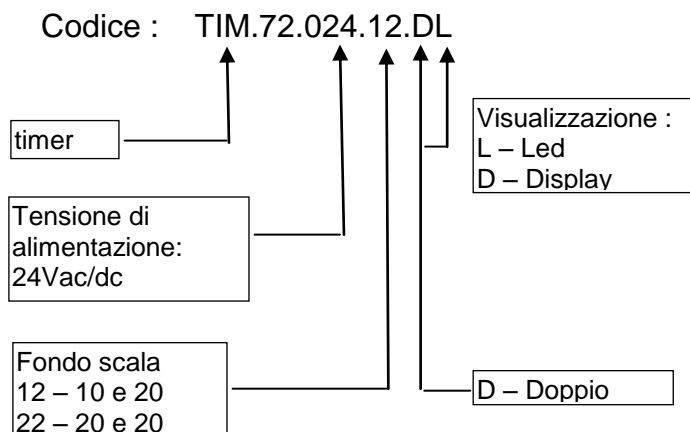 Codice : TIM.72.024.12.DL
timer
Visualizzazione :
L – Led
D – Display
Tensione di
alimentazione:
24Vac/dc
Fondo scala
12 – 10 e 20
22 – 20 e 20
D – Doppio